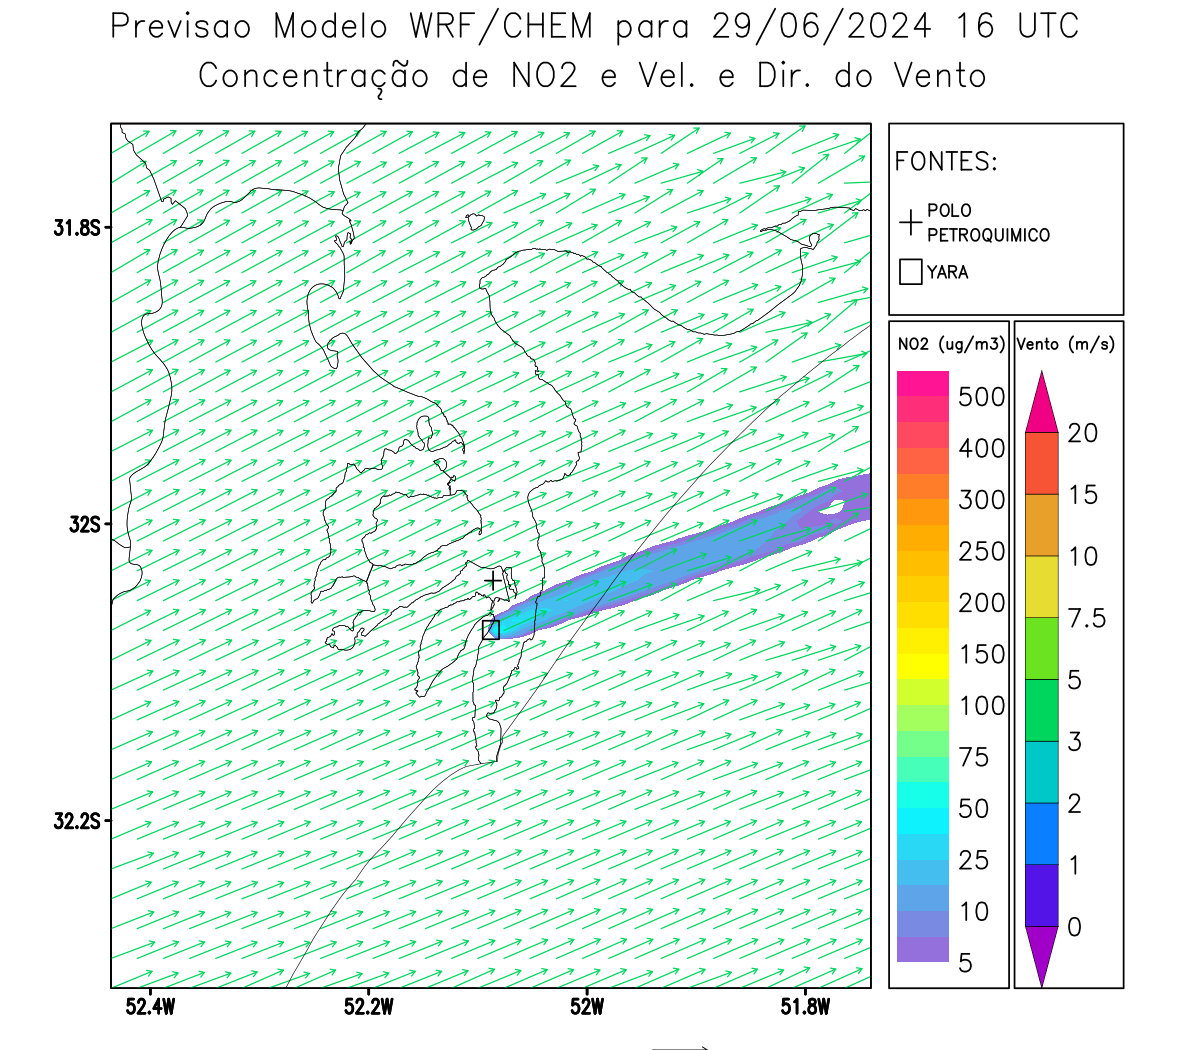 Previsao Modelo WRF/CHEM para 29/06/2024 16 UTC
Concentração de NO2 e Vel. e Dir. do Vento
FONTES:
POLO
PETROQUIMICO
YARA
31.8S
32S
32.2S
52.4W
52.2W
52W
51.8W
NO2 (ug/m3)
500
400
300
250
200
150
100
75
50
25
10
5
Vento (m/s)
20
15
10
7.5
5
3
2
1
0